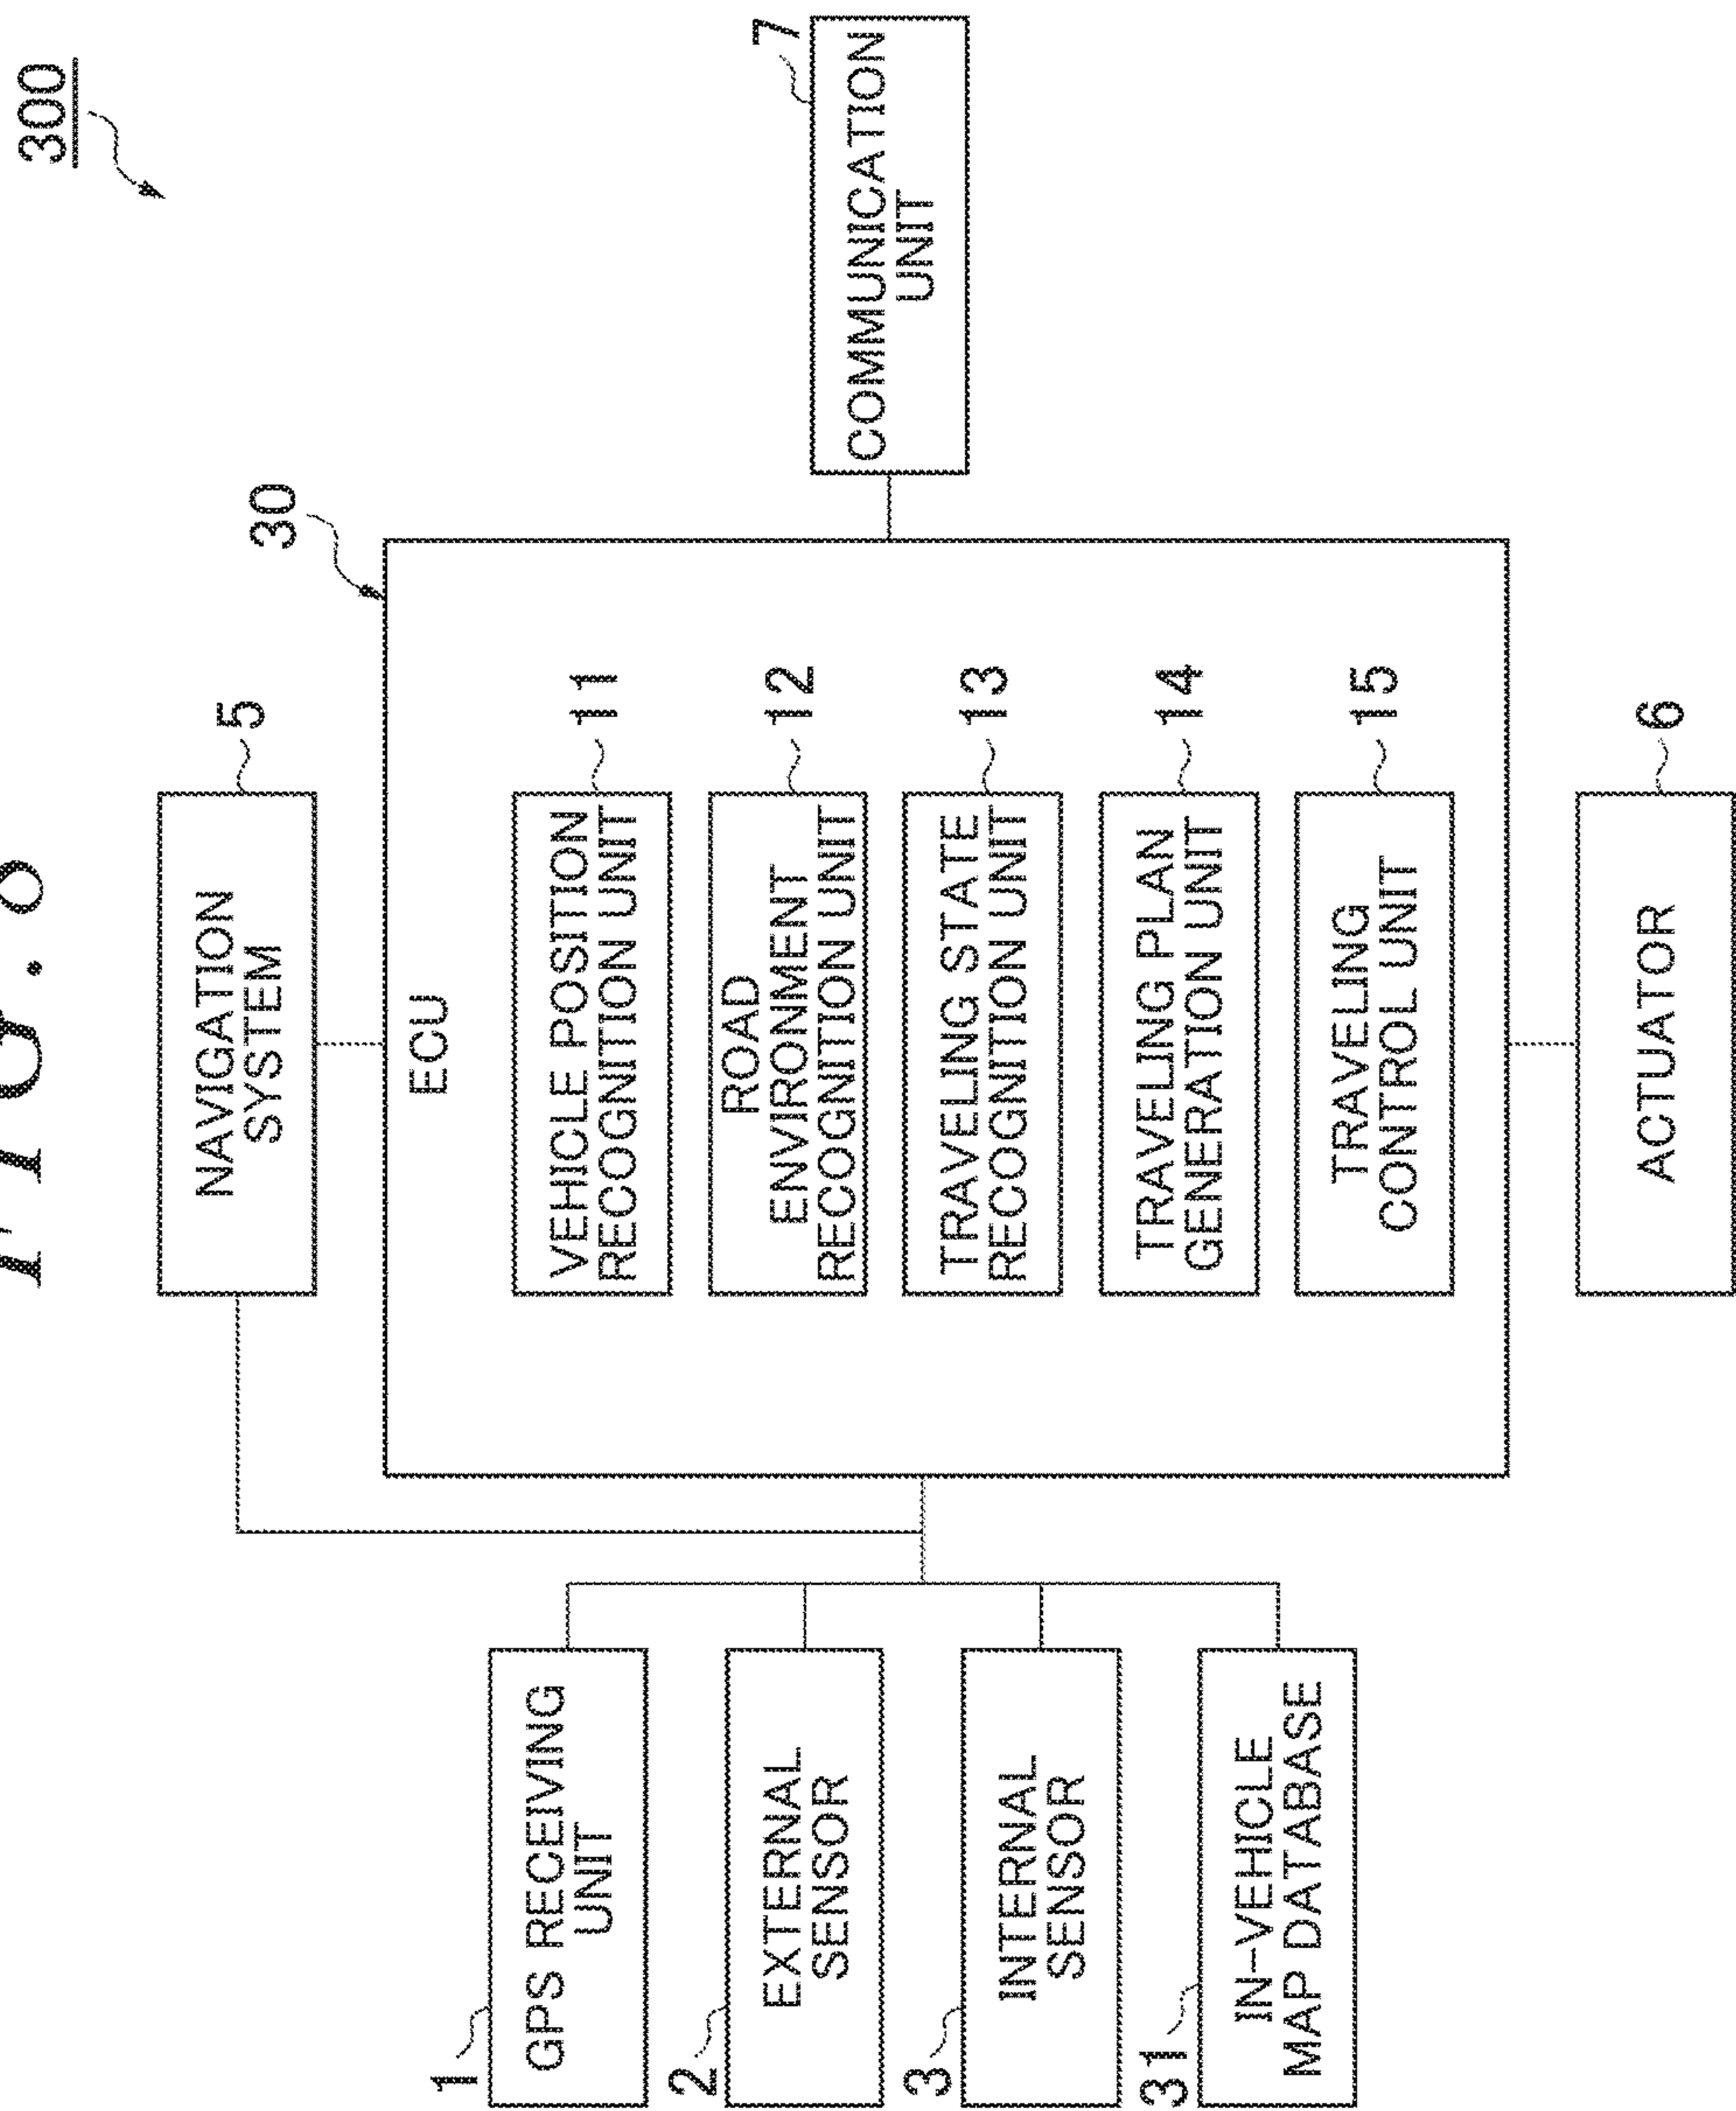 FIG. 8
300
NAVIGATION
SYSTEM
5
30
ECU
1
GPS RECEIVING
UNIT
2
EXTERNAL
SENSOR
3
INTERNAL
SENSOR
31
IN-VEHICLE
MAP DATABASE
VEHICLE POSITION
RECOGNITION UNIT
11
ROAD
ENVIRONMENT
RECOGNITION UNIT
12
TRAVELING STATE
RECOGNITION UNIT
13
TRAVELING PLAN
GENERATION UNIT
14
TRAVELING
CONTROL UNIT
15
7
COMMUNICATION
UNIT
ACTUATOR
6